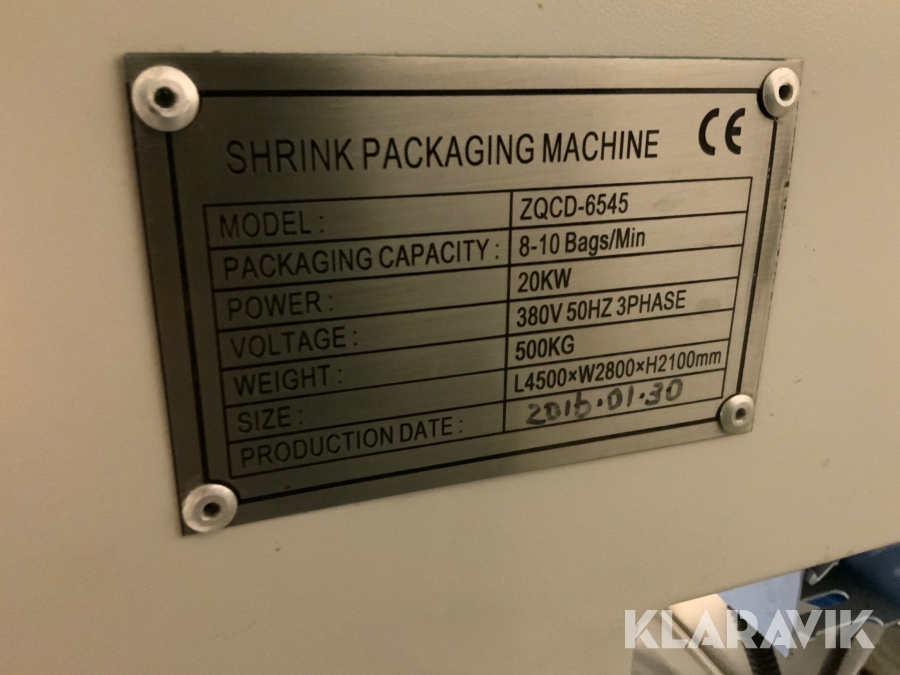 CE
SHRINK PACKAGING MACHINE
MODEL : ZQCD-6545
PACKAGING CAPACITY : 8-10 Bags/Min
POWER : 20KW
VOLTAGE : 380V 50HZ 3PHASE
WEIGHT : 500KG
SIZE : L4500×W2800×H2100mm
PRODUCTION DATE : 2016.01.30
KLARAVIK